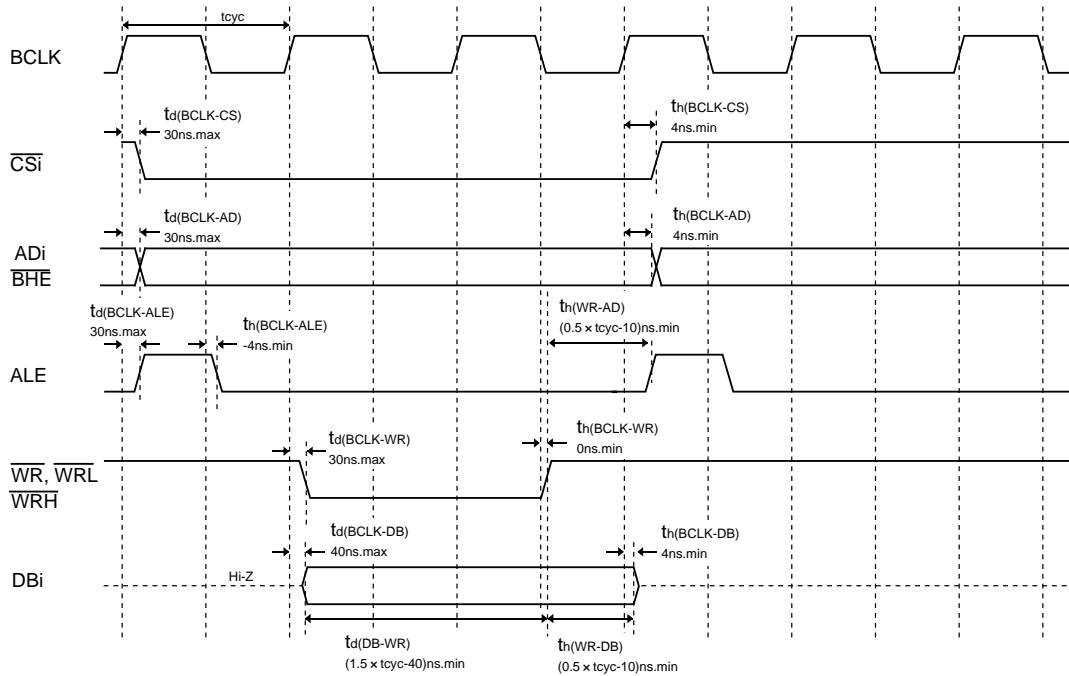 tcyc
BCLK
td(BCLK-CS)
30ns.max
th(BCLK-CS)
4ns.min
CSi
td(BCLK-AD)
30ns.max
th(BCLK-AD)
4ns.min
ADi
BHE
td(BCLK-ALE)
30ns.max
th(BCLK-ALE)
-4ns.min
th(WR-AD)
(0.5 × tcyc-10)ns.min
ALE
td(BCLK-WR)
30ns.max
th(BCLK-WR)
0ns.min
WR, WRL
WRH
td(BCLK-DB)
40ns.max
th(BCLK-DB)
4ns.min
DBi
Hi-Z
td(DB-WR)
(1.5 × tcyc-40)ns.min
th(WR-DB)
(0.5 × tcyc-10)ns.min